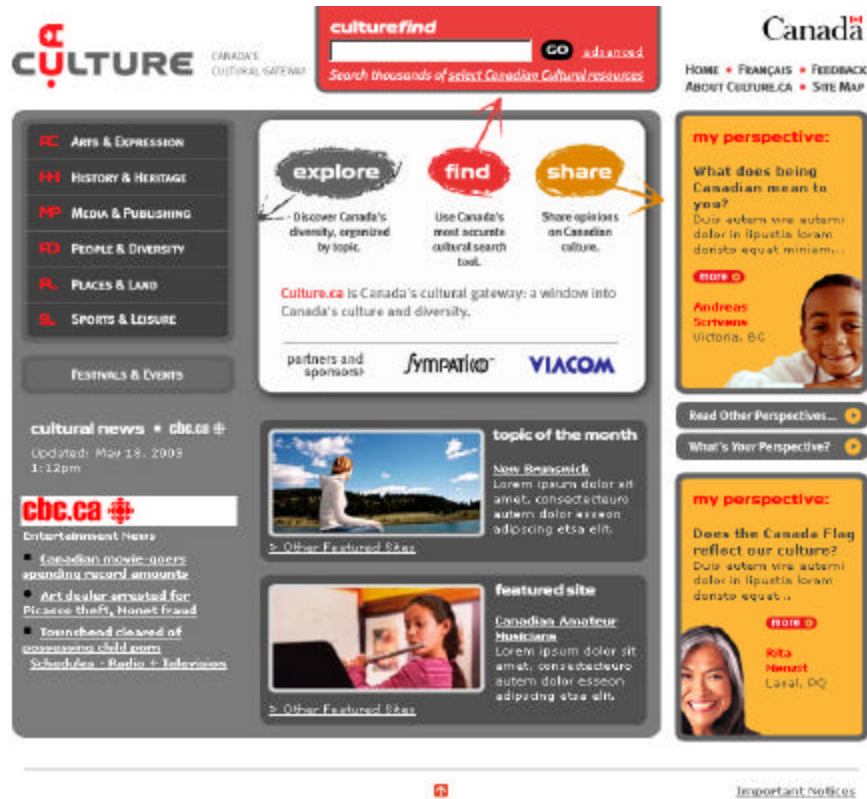 CULTURE
CA
CANADA'S
CULTURAL GATEWAY
culturefind
GO advanced
Search thousands of select Canadian Cultural resources
Canada
HOME • FRANÇAIS • FEEDBACK
ABOUT CULTURE.CA • SITE MAP
AE ARTS & EXPRESSION
HH HISTORY & HERITAGE
MP MEDIA & PUBLISHING
PD PEOPLE & DIVERSITY
PL PLACES & LAND
SL SPORTS & LEISURE
FESTIVALS & EVENTS
cultural news • cbc.ca
Updated: May 18, 2003
1:12pm
cbc.ca
Entertainment News
• Canadian movie-goers
spending record amounts
• Art dealer arrested for
Picasso theft, Monet fraud
• Townshend cleared of
possessing child porn
Schedules - Radio + Television
explore
Discover Canada's
diversity, organized
by topic.
find
Use Canada's
most accurate
cultural search
tool.
share
Share opinions
on Canadian
culture.
Culture.ca is Canada's cultural gateway: a window into
Canada's culture and diversity.
partners and
sponsors>
Sympatico
VIACOM
topic of the month
New Brunswick
Lorem ipsum dolor sit
amet, consectecteuro
autem dolor esseon
adipscing etsa elit.
> Other Featured Sites
featured site
Canadian Amateur
Musicians
Lorem ipsum dolor sit
amet, consectecteuro
autem dolor esseon
adipscing etsa elit.
> Other Featured Sites
my perspective:
What does being
Canadian mean to
you?
Duis autem vire autemi
dolor in lipustie loram
donisto equat miniam...
more
Andreas
Scrivens
Victoria, BC
Read Other Perspectives...
What's Your Perspective?
my perspective:
Does the Canada Flag
reflect our culture?
Duis autem vire autemi
dolor in lipustie loram
donisto equat ..
more
Rita
Menzit
Laval, PQ
Important Notices